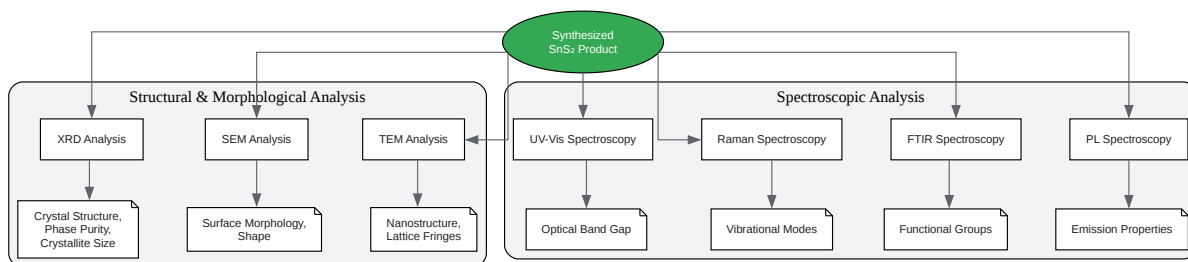 Synthesized
SnS₂ Product
Structural & Morphological Analysis
Spectroscopic Analysis
XRD Analysis
SEM Analysis
TEM Analysis
UV-Vis Spectroscopy
Raman Spectroscopy
FTIR Spectroscopy
PL Spectroscopy
Crystal Structure,
Phase Purity,
Crystallite Size
Surface Morphology,
Shape
Nanostructure,
Lattice Fringes
Optical Band Gap
Vibrational Modes
Functional Groups
Emission Properties